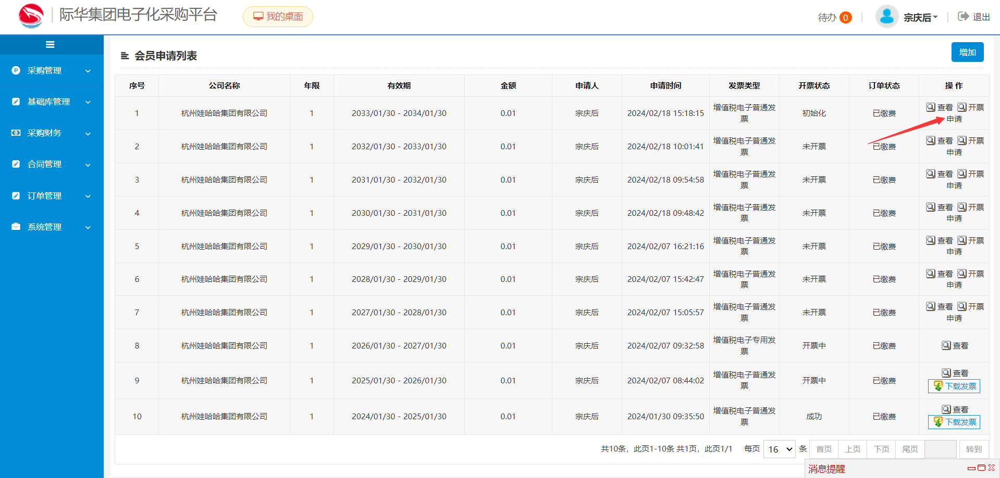 际华集团电子化采购平台
我的桌面
待办 0
宗庆后
退出
采购管理
基础库管理
采购财务
合同管理
订单管理
系统管理
会员申请列表
增加
序号 公司名称 年限 有效期 金额 申请人 申请时间 发票类型 开票状态 订单状态 操 作
1 杭州娃哈哈集团有限公司 1 2033/01/30 - 2034/01/30 0.01 宗庆后 2024/02/18 15:18:15 增值税电子普通发票 初始化 已缴费 查看 开票申请
2 杭州娃哈哈集团有限公司 1 2032/01/30 - 2033/01/30 0.01 宗庆后 2024/02/18 10:01:41 增值税电子普通发票 未开票 已缴费 查看 开票申请
3 杭州娃哈哈集团有限公司 1 2031/01/30 - 2032/01/30 0.01 宗庆后 2024/02/18 09:54:58 增值税电子普通发票 未开票 已缴费 查看 开票申请
4 杭州娃哈哈集团有限公司 1 2030/01/30 - 2031/01/30 0.01 宗庆后 2024/02/18 09:48:42 增值税电子普通发票 未开票 已缴费 查看 开票申请
5 杭州娃哈哈集团有限公司 1 2029/01/30 - 2030/01/30 0.01 宗庆后 2024/02/07 16:21:16 增值税电子普通发票 未开票 已缴费 查看 开票申请
6 杭州娃哈哈集团有限公司 1 2028/01/30 - 2029/01/30 0.01 宗庆后 2024/02/07 15:42:47 增值税电子普通发票 未开票 已缴费 查看 开票申请
7 杭州娃哈哈集团有限公司 1 2027/01/30 - 2028/01/30 0.01 宗庆后 2024/02/07 15:05:57 增值税电子普通发票 未开票 已缴费 查看 开票申请
8 杭州娃哈哈集团有限公司 1 2026/01/30 - 2027/01/30 0.01 宗庆后 2024/02/07 09:32:58 增值税电子专用发票 开票中 已缴费 查看
9 杭州娃哈哈集团有限公司 1 2025/01/30 - 2026/01/30 0.01 宗庆后 2024/02/07 08:44:02 增值税电子普通发票 开票中 已缴费 查看 下载发票
10 杭州娃哈哈集团有限公司 1 2024/01/30 - 2025/01/30 0.01 宗庆后 2024/01/30 09:35:50 增值税电子普通发票 成功 已缴费 查看 下载发票
共10条，此页1-10条 共1页，此页1/1 每页 16 条 首页 上页 下页 尾页 转到
消息提醒